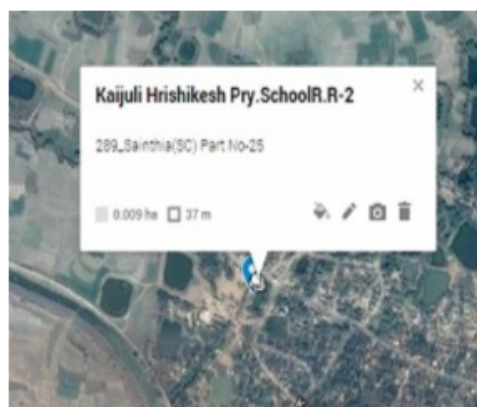 Kaijuli Hrishikesh Pry.SchoolR.R-2
289_Sainthia(SC) Part No-25
0.009 ha 37 m